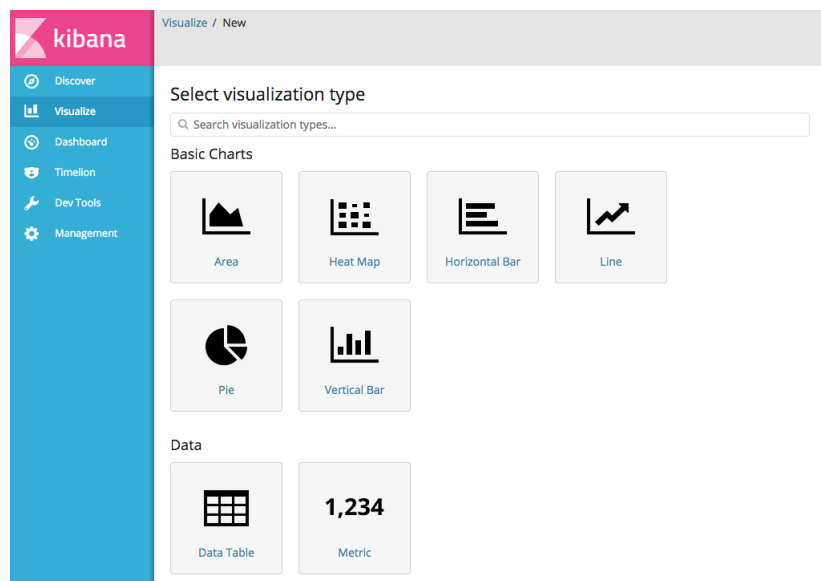 kibana
Discover
Visualize
Dashboard
Timelion
Dev Tools
Management
Visualize / New
Select visualization type
Search visualization types...
Basic Charts
Area Heat Map Horizontal Bar Line
Pie Vertical Bar
Data
1,234
Data Table Metric